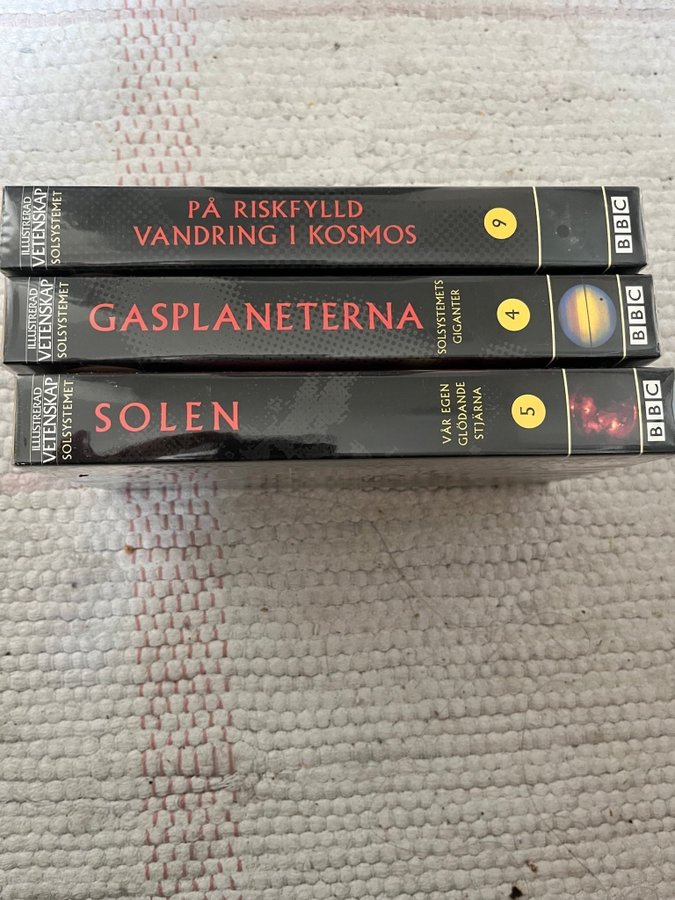 ILLUSTRERAD
VETENSKAP
SOLSYSTEMET
PÅ RISKFYLLD
VANDRING I KOSMOS
9
BBC
ILLUSTRERAD
VETENSKAP
SOLSYSTEMET
GASPLANETERNA
SOLSYSTEMETS
GIGANTER
4
BBC
ILLUSTRERAD
VETENSKAP
SOLSYSTEMET
SOLEN
VÅR EGEN
GLÖDANDE
STJÄRNA
5
BBC